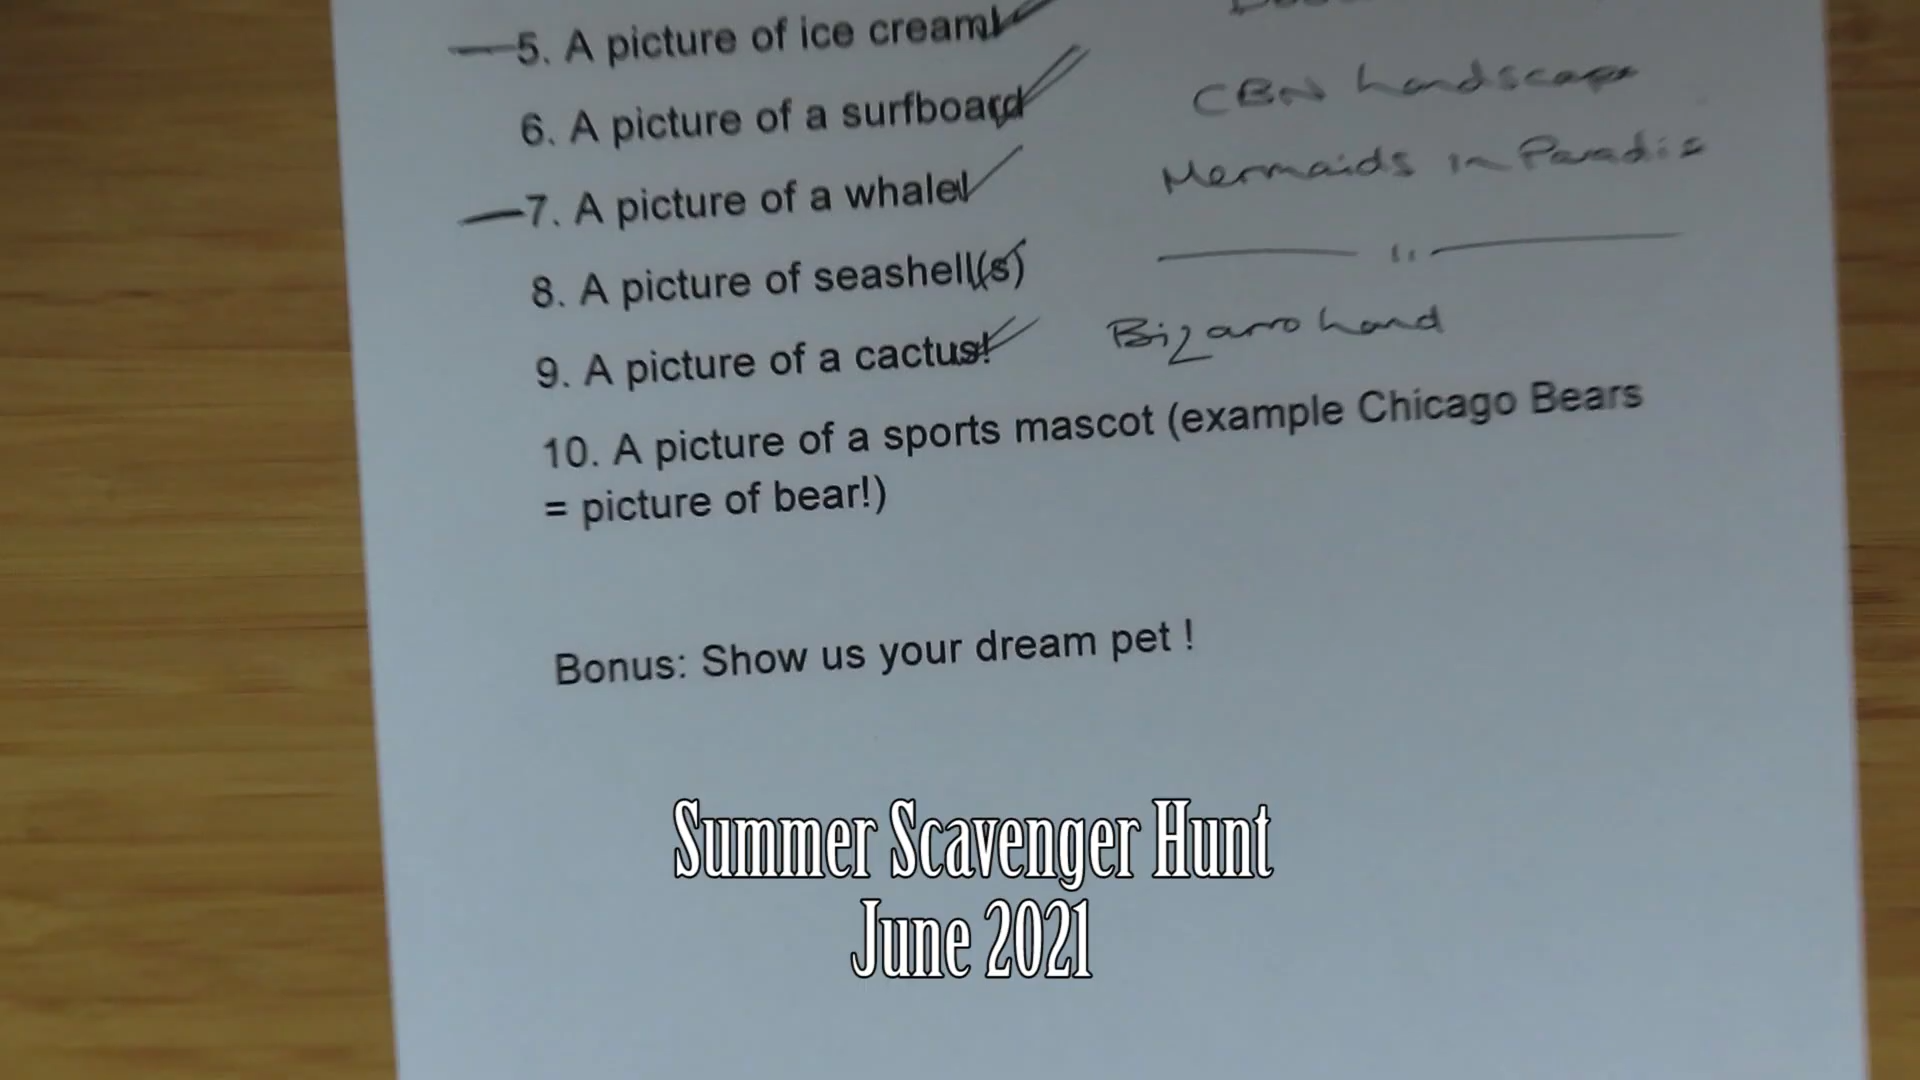 5. A picture of ice cream!
6. A picture of a surfboard
CBN
7. A picture of a whale!
Mermaids in Paradis
8. A picture of seashell(s)
"
9. A picture of a cactus!
Bizarro hand
10. A picture of a sports mascot (example Chicago Bears
= picture of bear!)
Bonus: Show us your dream pet !
Summer Scavenger Hunt
June 2021